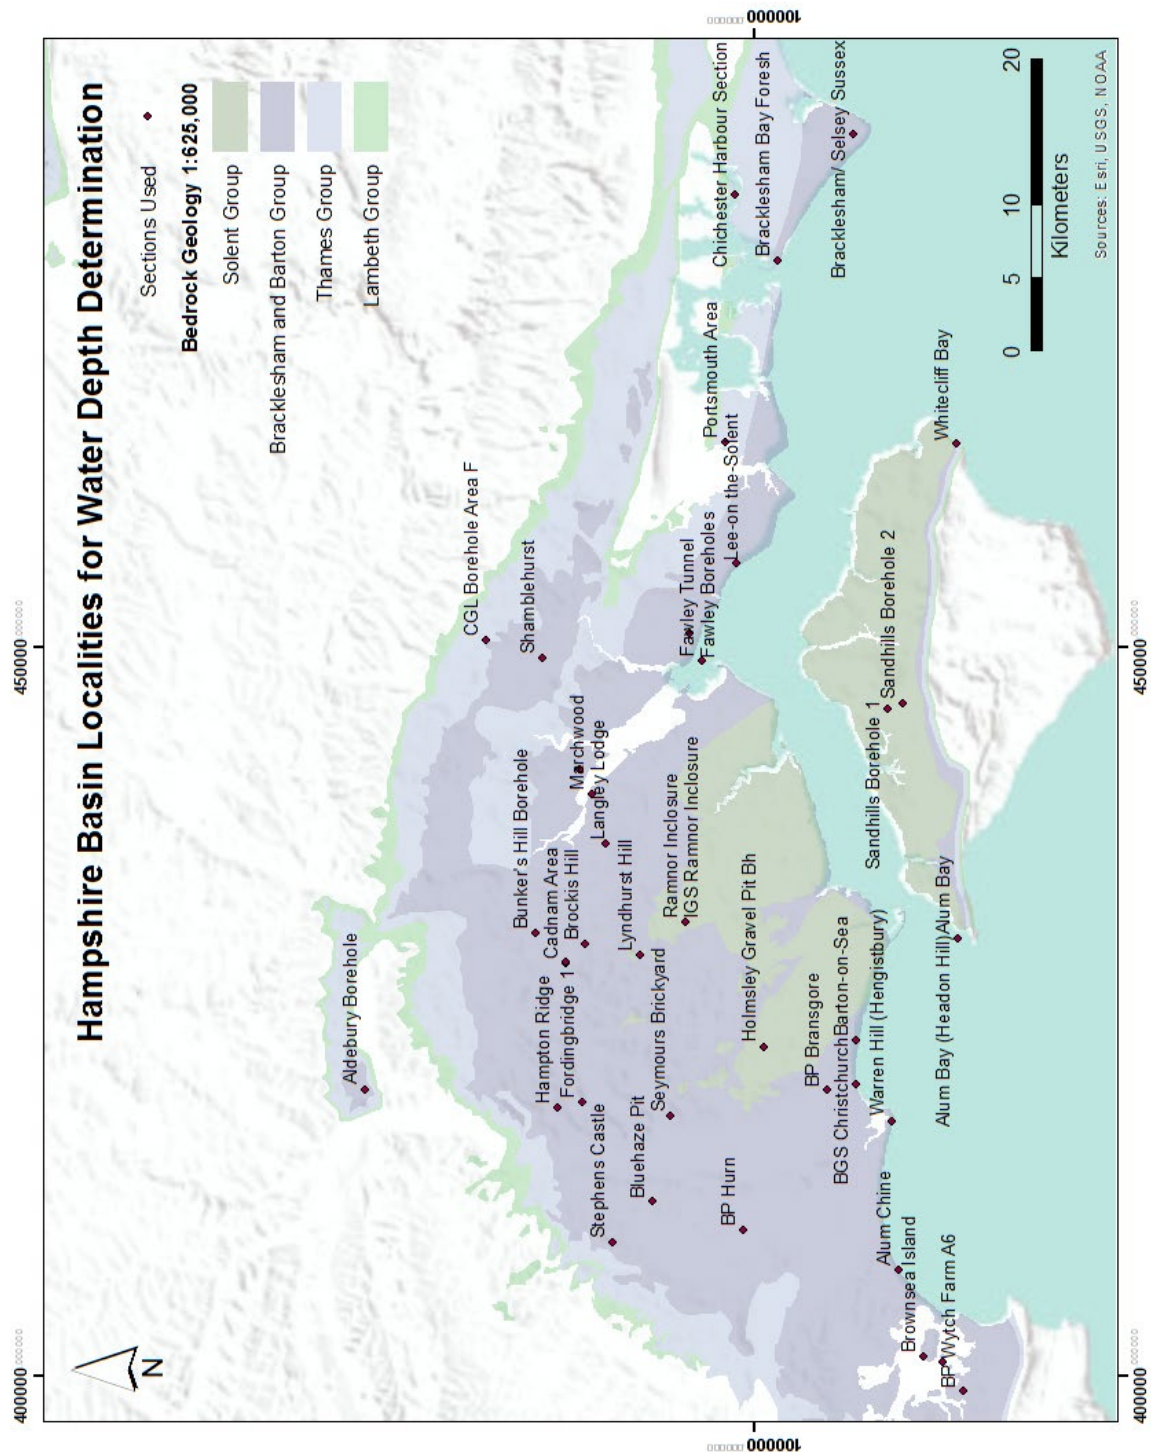 Hampshire Basin Localities for Water Depth Determination
Sections Used
Bedrock Geology 1:625,000
Solent Group
Bracklesham and Barton Group
Thames Group
Lambeth Group
400000
450000
100000
Aldebury Borehole
CGL Borehole Area F
Shamblehurst
Bunker's Hill Borehole
Hampton Ridge
Cadnam Area
Fordingbridge 1
Brockis Hill
Marchwood
Langley Lodge
Stephens Castle
Lyndhurst Hill
Bluehaze Pit
Seymours Brickyard
Ramnor Inclosure
IGS Ramnor Inclosure
Fawley Tunnel
Fawley Boreholes
Lee-on the-Solent
Portsmouth Area
Chichester Harbour Section
Bracklesham Bay Foresh
Bracklesham/ Selsey Sussex
BP Hurn
Holmsley Gravel Pit Bh
BP Bransgore
BGS Christchurch
Barton-on-Sea
Warren Hill (Hengistbury)
Alum Chine
Brownsea Island
BP Wytch Farm A6
Alum Bay (Headon Hill)
Alum Bay
Sandhills Borehole 1
Sandhills Borehole 2
Whitecliff Bay
0 5 10 20
Kilometers
Sources: Esri, USGS, NOAA
N
400000
450000
100000